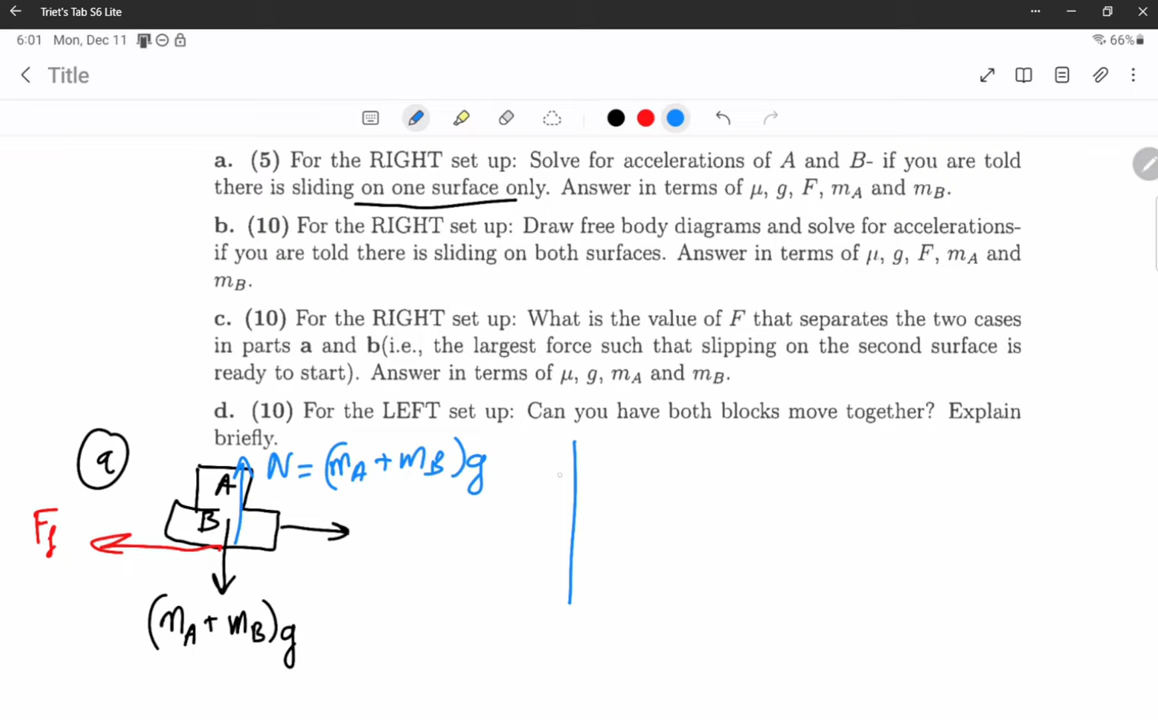 Triet's Tab S6 Lite
6:01 Mon, Dec 11 66%
Title
a. (5) For the RIGHT set up: Solve for accelerations of A and B- if you are told
there is sliding on one surface only. Answer in terms of μ, g, F, m_A and m_B.
b. (10) For the RIGHT set up: Draw free body diagrams and solve for accelerations-
if you are told there is sliding on both surfaces. Answer in terms of μ, g, F, m_A and
m_B.
c. (10) For the RIGHT set up: What is the value of F that separates the two cases
in parts a and b(i.e., the largest force such that slipping on the second surface is
ready to start). Answer in terms of μ, g, m_A and m_B.
d. (10) For the LEFT set up: Can you have both blocks move together? Explain
briefly.
a
N = (m_A + m_B)g
A
B
F_f
(m_A + m_B)g